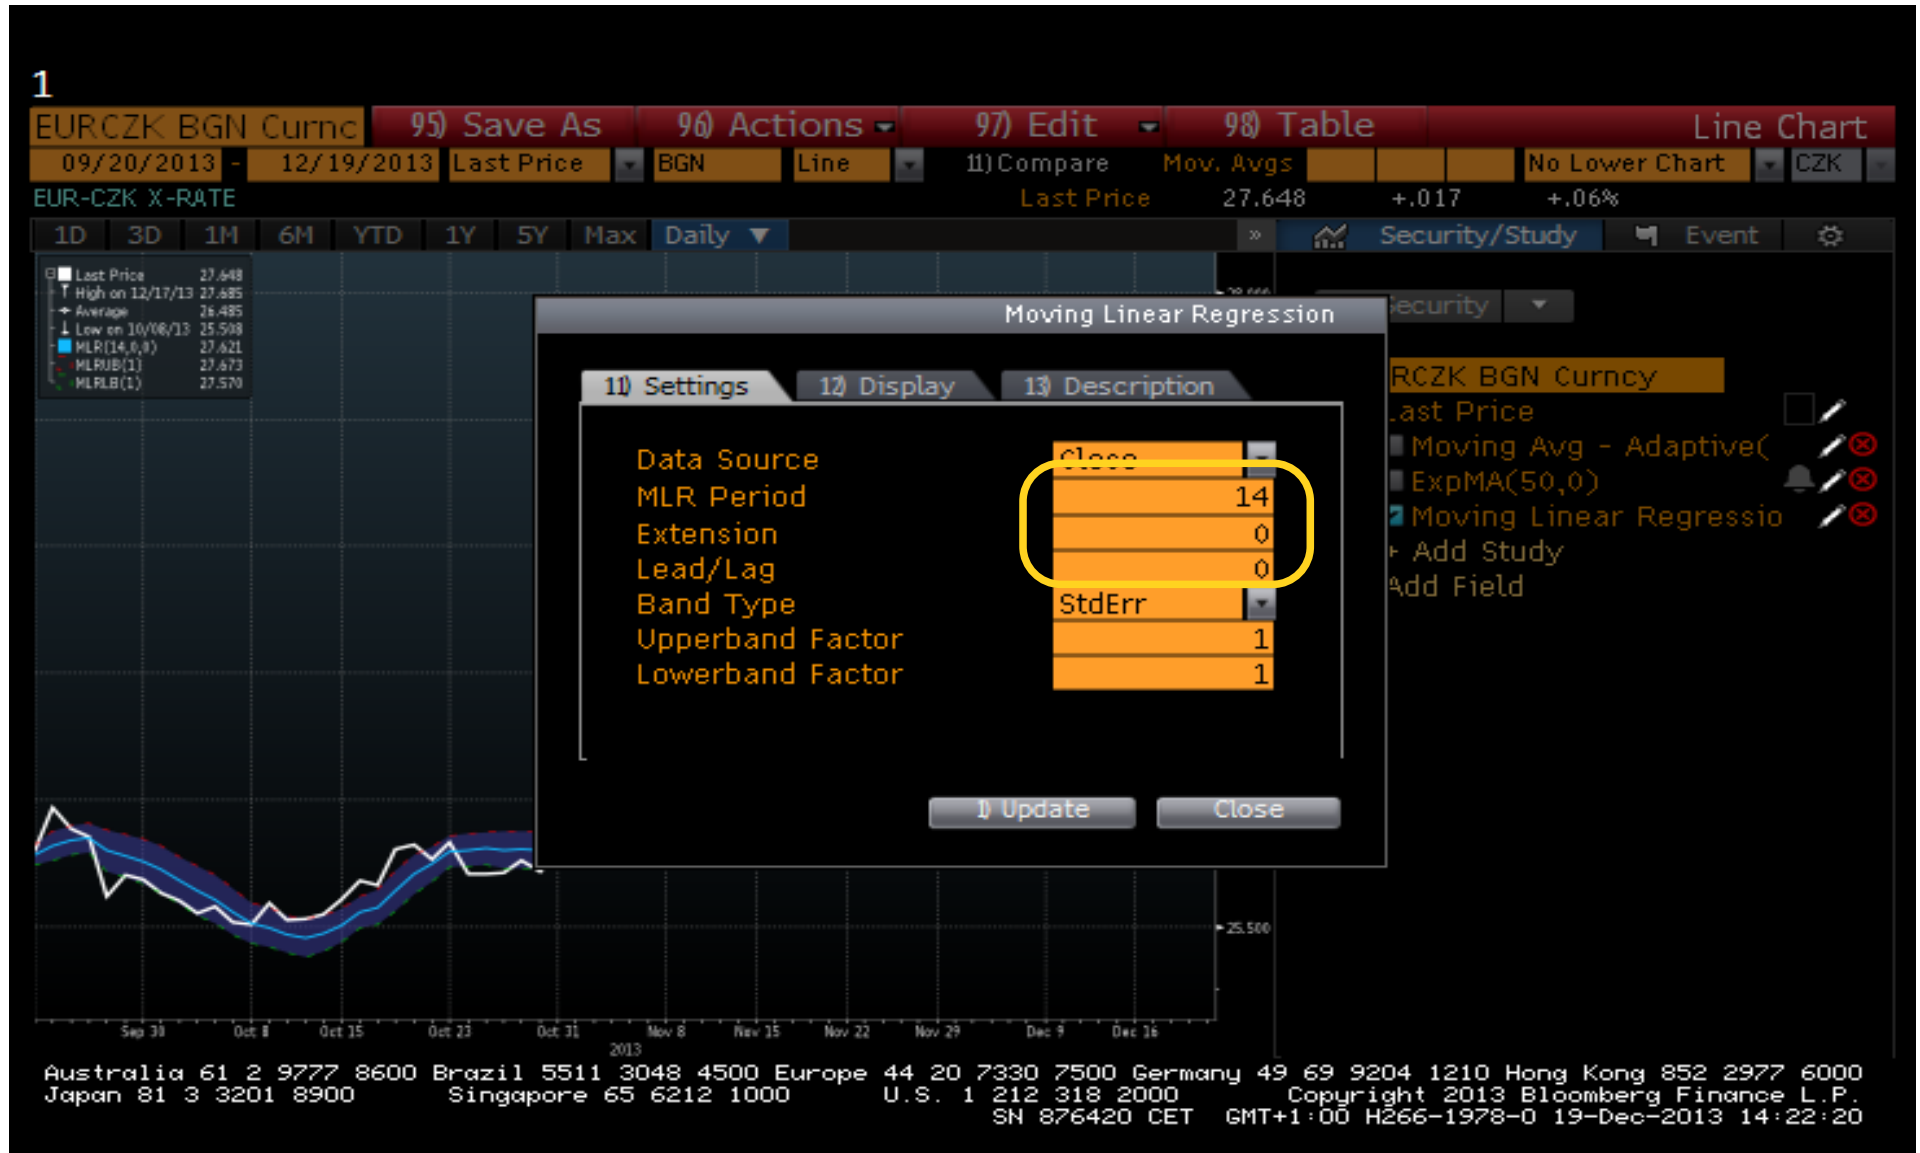 1
EURCZK BGN Curnc 95) Save As 96) Actions 97) Edit 98) Table Line Chart
09/20/2013 - 12/19/2013 Last Price BGN Line 11) Compare Mov. Avgs No Lower Chart CZK
EUR-CZK X-RATE Last Price 27.648 +.017 +.06%
1D 3D 1M 6M YTD 1Y 5Y Max Daily ▼ » Security/Study Event
Last Price 27.648
High on 12/17/13 27.685
Average 26.485
Low on 10/08/13 25.508
MLR(14,0,0) 27.621
MLRUB(1) 27.673
MLRLB(1) 27.570
Moving Linear Regression
11) Settings 12) Display 13) Description
Data Source Close
MLR Period 14
Extension 0
Lead/Lag 0
Band Type StdErr
Upperband Factor 1
Lowerband Factor 1
1) Update Close
ecurity
RCZK BGN Curncy
ast Price
Moving Avg - Adaptive(
ExpMA(50,0)
Moving Linear Regressio
+ Add Study
Add Field
25.500
Sep 30 Oct 8 Oct 15 Oct 23 Oct 31 Nov 8 Nov 15 Nov 22 Nov 29 Dec 9 Dec 16
2013
Australia 61 2 9777 8600 Brazil 5511 3048 4500 Europe 44 20 7330 7500 Germany 49 69 9204 1210 Hong Kong 852 2977 6000
Japan 81 3 3201 8900 Singapore 65 6212 1000 U.S. 1 212 318 2000 Copyright 2013 Bloomberg Finance L.P.
SN 876420 CET GMT+1:00 H266-1978-0 19-Dec-2013 14:22:20